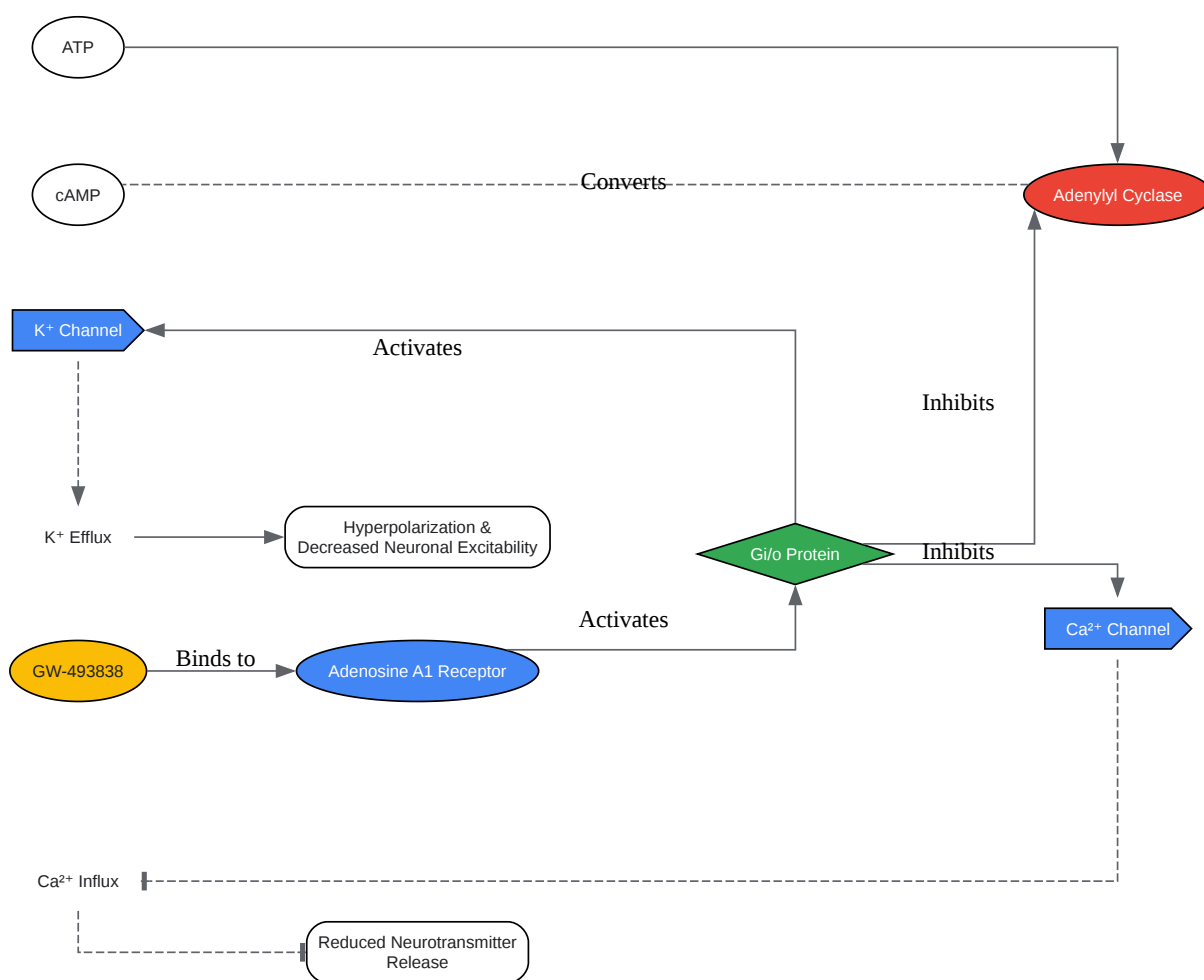 ATP
cAMP
Converts
Adenylyl Cyclase
K⁺ Channel
Activates
Inhibits
K⁺ Efflux
Hyperpolarization &
Decreased Neuronal Excitability
Gi/o Protein
Inhibits
Activates
Ca²⁺ Channel
GW-493838
Binds to
Adenosine A1 Receptor
Ca²⁺ Influx
Reduced Neurotransmitter
Release